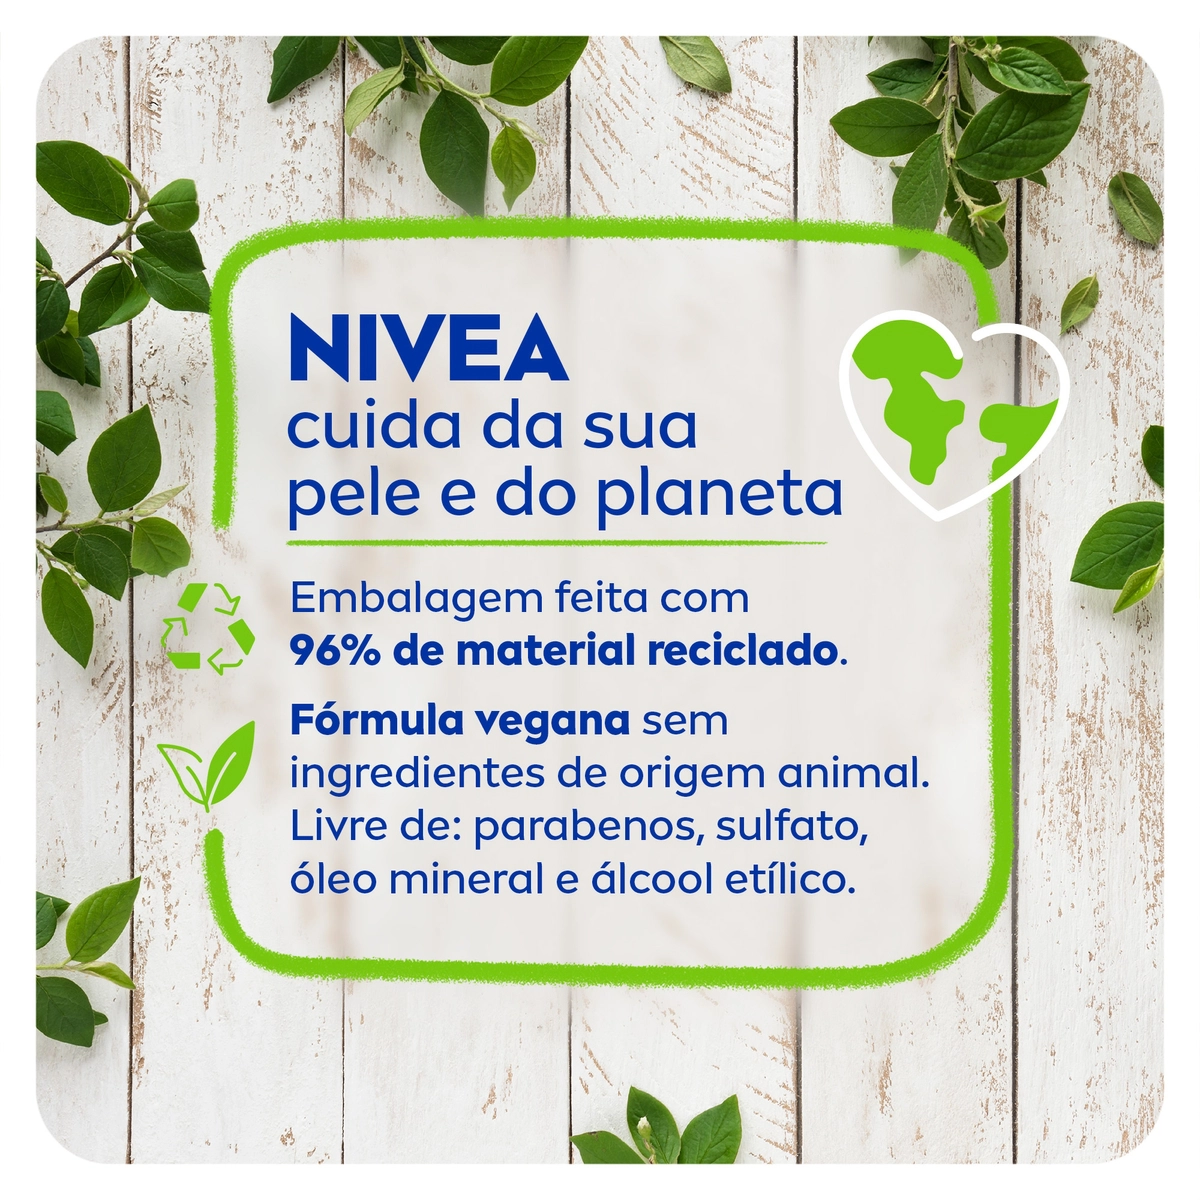 NIVEA
cuida da sua
pele e do planeta
Embalagem feita com
96% de material reciclado.
Fórmula vegana sem
ingredientes de origem animal.
Livre de: parabenos, sulfato,
óleo mineral e álcool etílico.